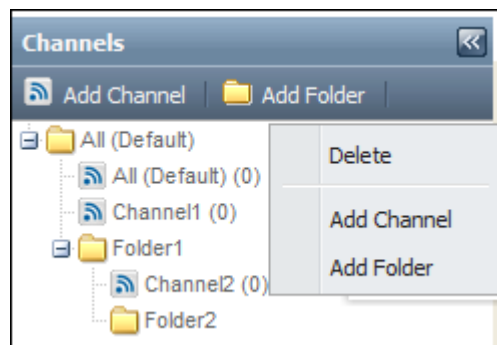 Channels
Add Channel Add Folder
All (Default)
All (Default) (0)
Channel1 (0)
Folder1
Channel2 (0)
Folder2
Delete
Add Channel
Add Folder